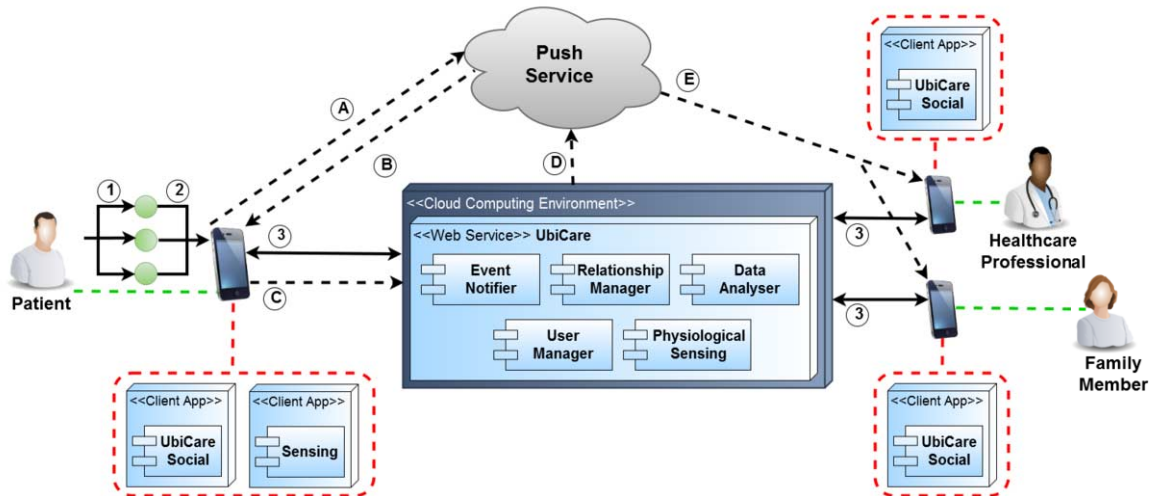 Push
Service
A
B
C
D
E
1
2
3
3
3
Patient
<<Client App>>
UbiCare
Social
<<Client App>>
Sensing
<<Cloud Computing Environment>>
<<Web Service>> UbiCare
Event
Notifier
Relationship
Manager
Data
Analyser
User
Manager
Physiological
Sensing
<<Client App>>
UbiCare
Social
Healthcare
Professional
Family
Member
<<Client App>>
UbiCare
Social